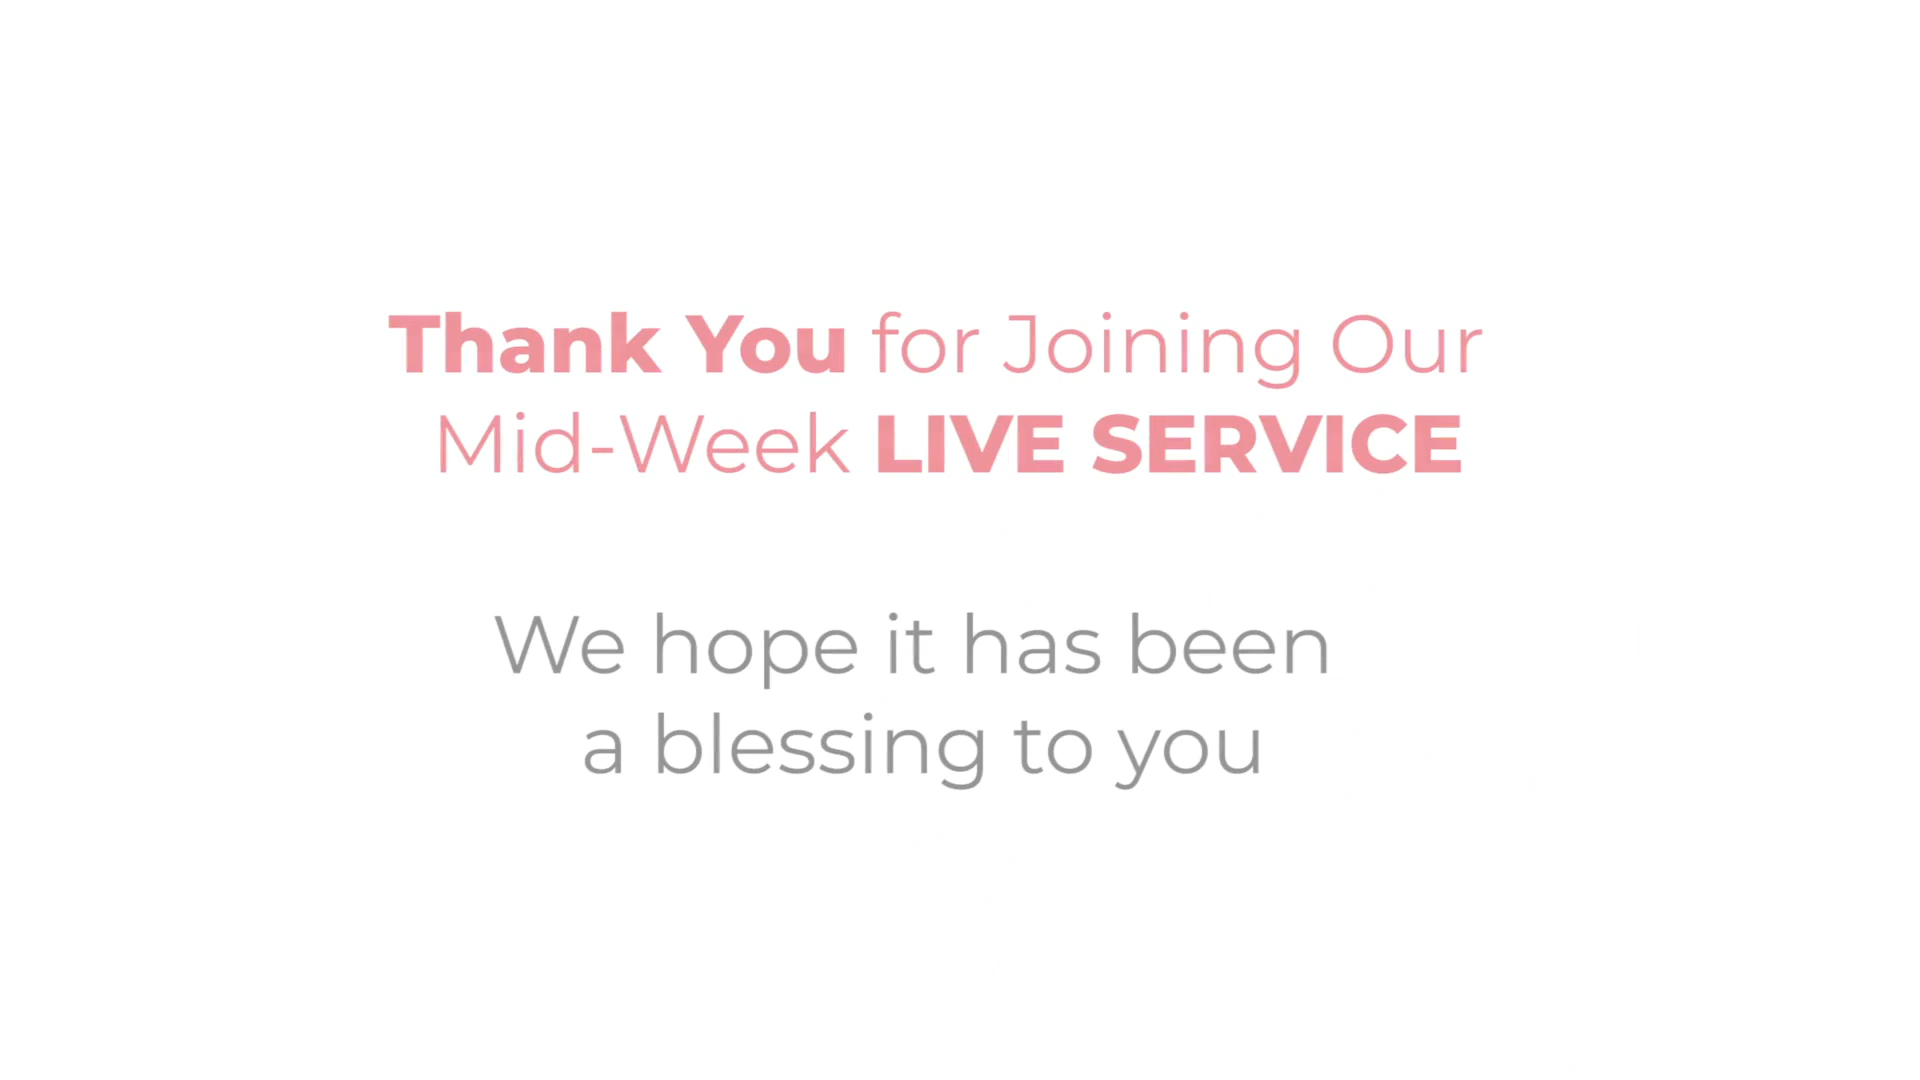 Thank You for Joining Our
Mid-Week LIVE SERVICE
We hope it has been
a blessing to you